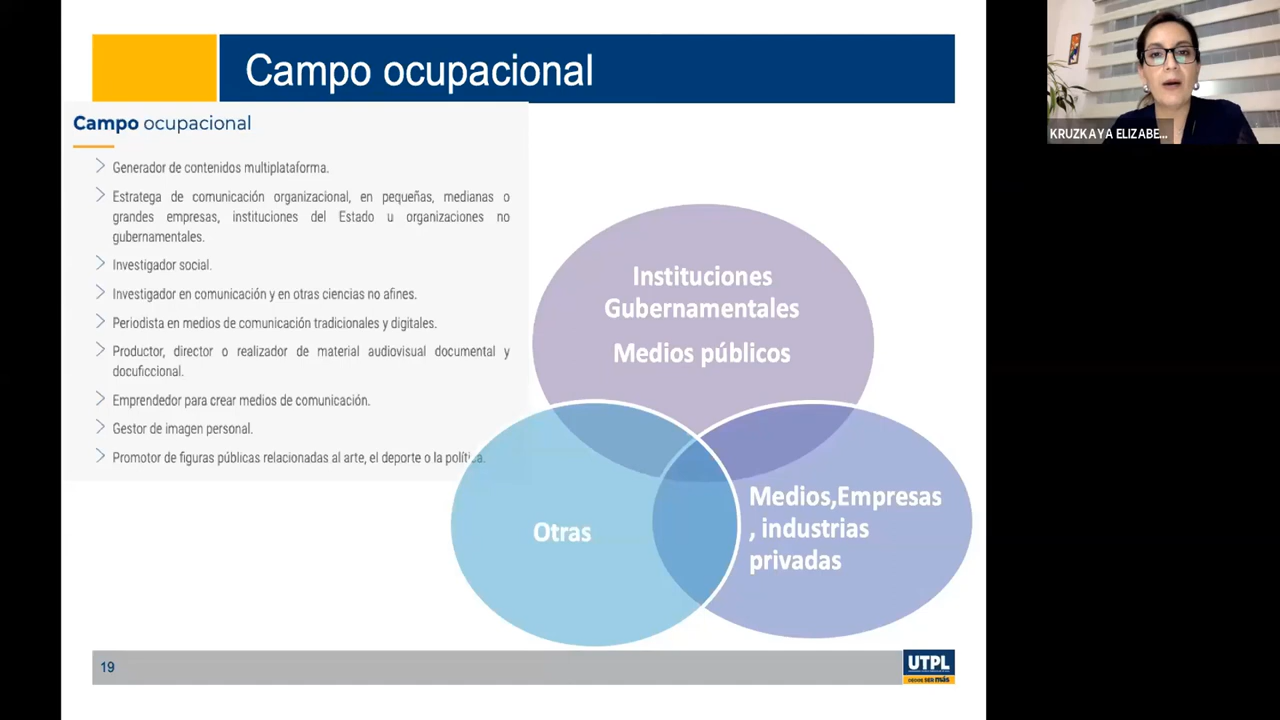 Campo ocupacional
Campo ocupacional
Generador de contenidos multiplataforma.
Estratega de comunicación organizacional, en pequeñas, medianas o
grandes empresas, instituciones del Estado u organizaciones no
gubernamentales.
Investigador social.
Investigador en comunicación y en otras ciencias no afines.
Periodista en medios de comunicación tradicionales y digitales.
Productor, director o realizador de material audiovisual documental y
docuficcional.
Emprendedor para crear medios de comunicación.
Gestor de imagen personal.
Promotor de figuras públicas relacionadas al arte, el deporte o la política.
Instituciones
Gubernamentales
Medios públicos
Otras
Medios,Empresas
, industrias
privadas
19
UTPL
DECIDE SER más
KRUZKAYA ELIZABE...